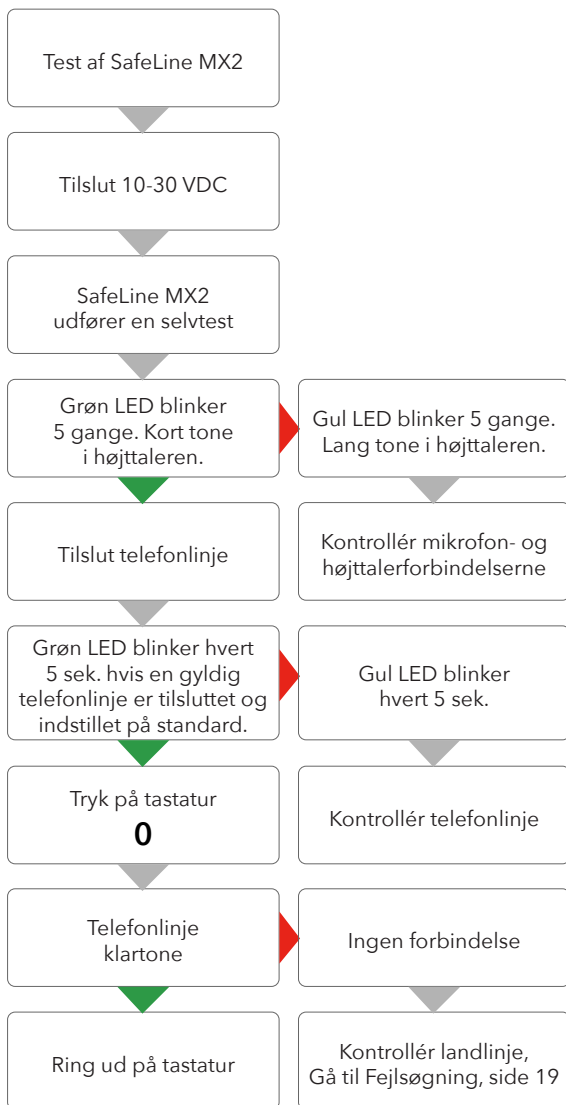 Test af SafeLine MX2
Tilslut 10-30 VDC
SafeLine MX2
udfører en selvtest
Grøn LED blinker
5 gange. Kort tone
i højttaleren.
Gul LED blinker 5 gange.
Lang tone i højttaleren.
Tilslut telefonlinje
Kontrollér mikrofon- og
højttalerforbindelserne
Grøn LED blinker hvert
5 sek. hvis en gyldig
telefonlinje er tilsluttet og
indstillet på standard.
Gul LED blinker
hvert 5 sek.
Tryk på tastatur
0
Kontrollér telefonlinje
Telefonlinje
klartone
Ingen forbindelse
Ring ud på tastatur
Kontrollér landlinje,
Gå til Fejlsøgning, side 19